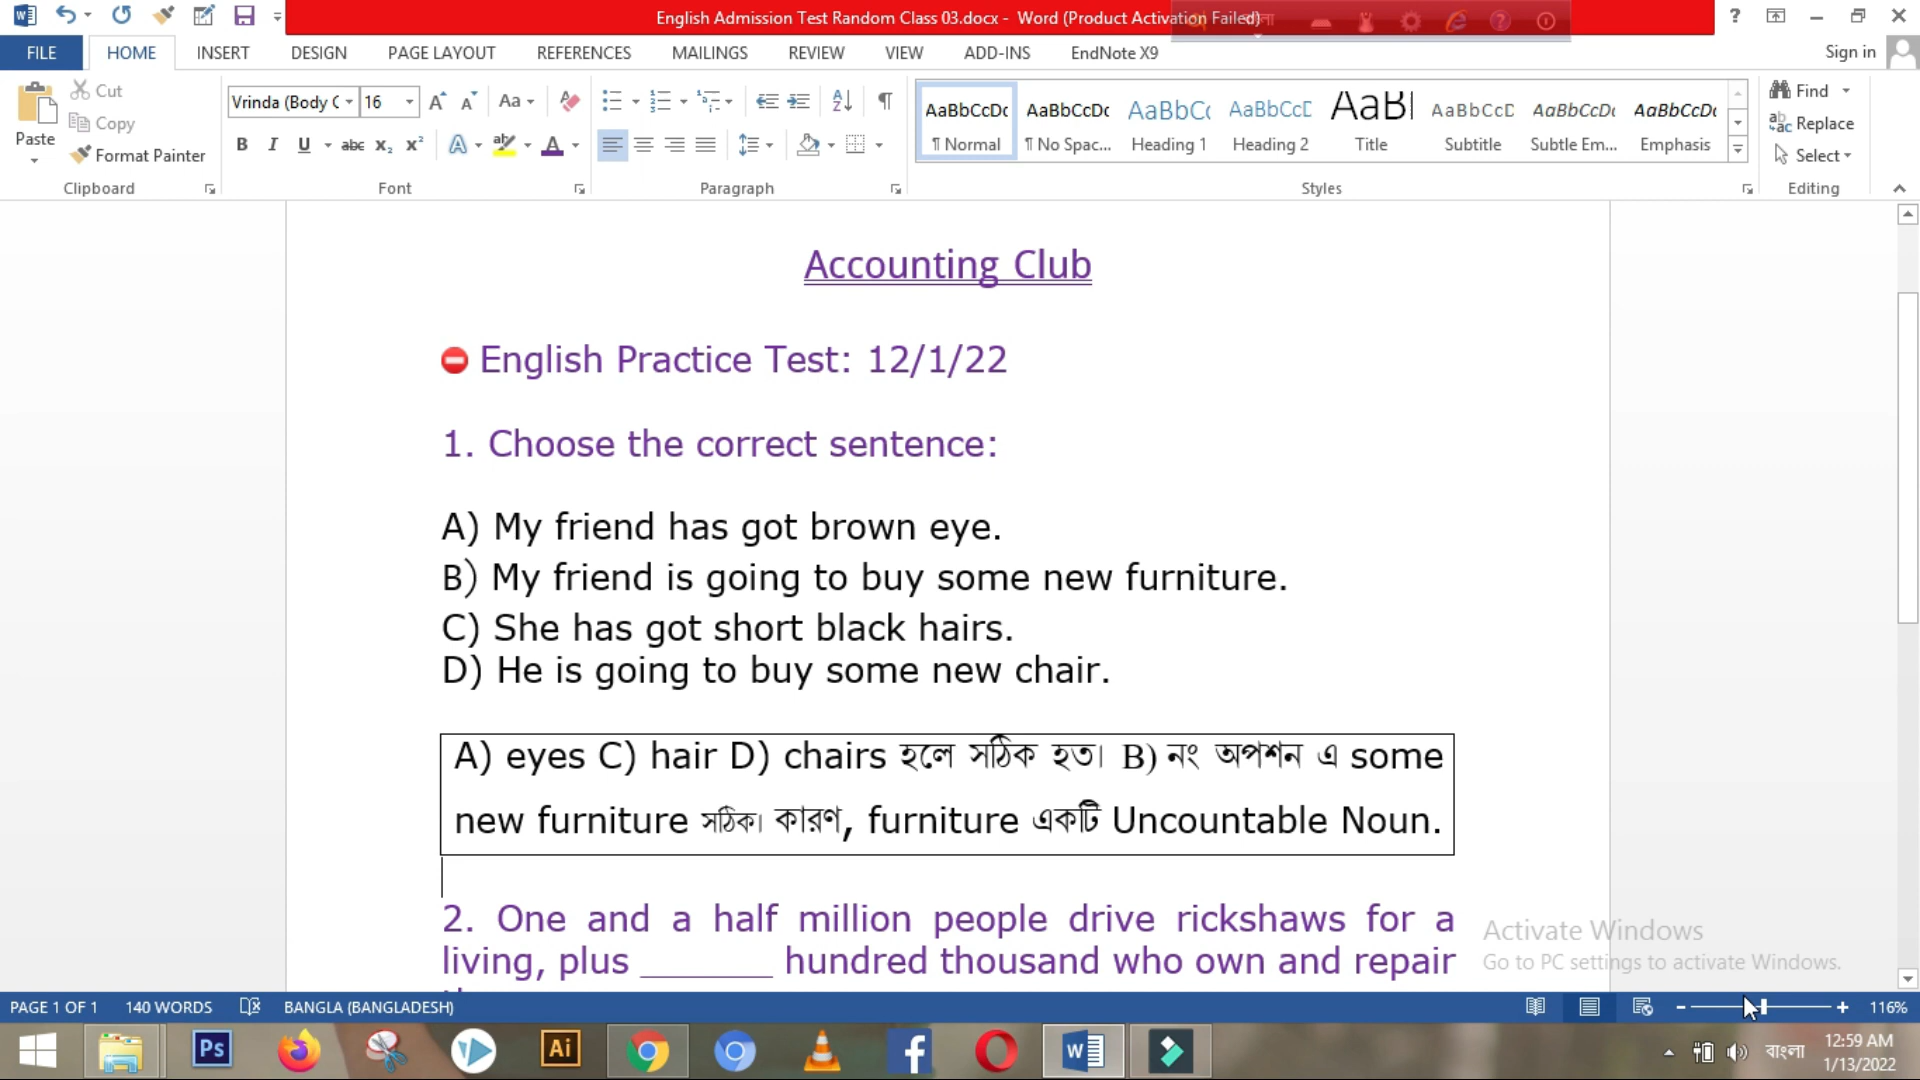 English Admission Test Random Class 03.docx - Word (Product Activation Failed)
?
Sign in
FILE HOME INSERT DESIGN PAGE LAYOUT REFERENCES MAILINGS REVIEW VIEW ADD-INS EndNote X9
Paste
Cut
Copy
Format Painter
Clipboard
Vrinda (Body C 16
Font
Paragraph
AaBbCcDc AaBbCcDc AaBbCc AaBbCcD AaBl AaBbCcD AaBbCcDc AaBbCcDc
¶ Normal ¶ No Spac... Heading 1 Heading 2 Title Subtitle Subtle Em... Emphasis
Styles
Find
Replace
Select
Editing
Accounting Club
English Practice Test: 12/1/22
1. Choose the correct sentence:
A) My friend has got brown eye.
B) My friend is going to buy some new furniture.
C) She has got short black hairs.
D) He is going to buy some new chair.
A) eyes C) hair D) chairs হলে সঠিক হত। B) নং অপশন এ some
new furniture সঠিক। কারণ, furniture একটি Uncountable Noun.
2. One and a half million people drive rickshaws for a
living, plus _______ hundred thousand who own and repair
Activate Windows
Go to PC settings to activate Windows.
PAGE 1 OF 1 140 WORDS BANGLA (BANGLADESH) 116%
Ps Ai
বাংলা
12:59 AM
1/13/2022